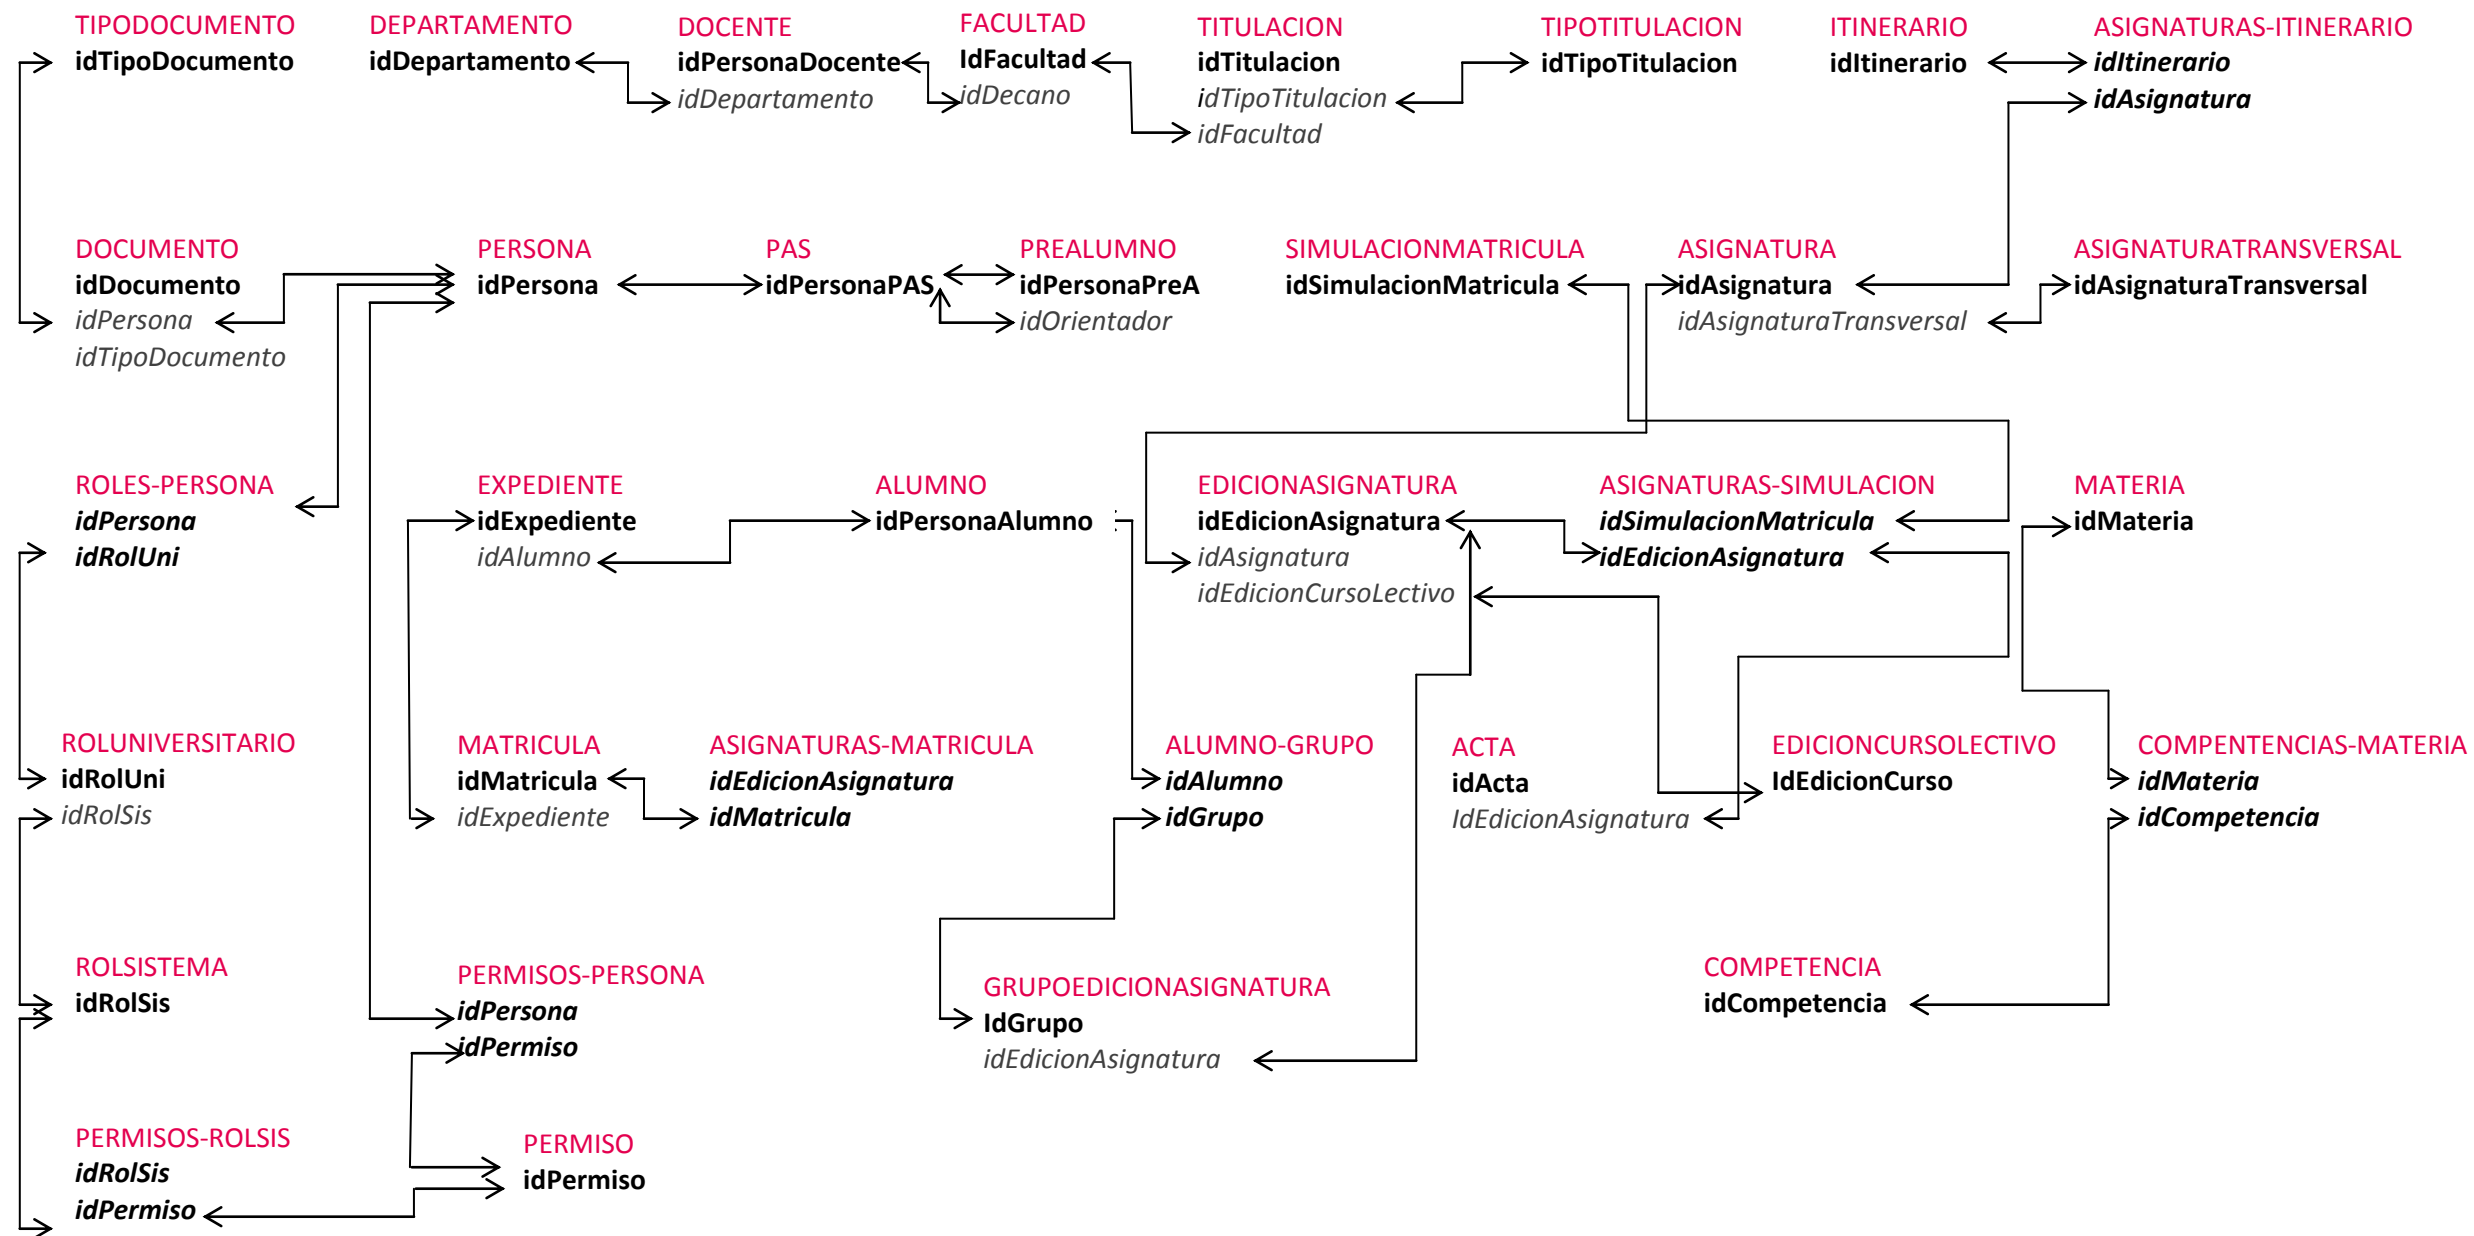 TIPODOCUMENTO
idTipoDocumento
DEPARTAMENTO
idDepartamento
DOCENTE
idPersonaDocente
idDepartamento
FACULTAD
IdFacultad
idDecano
TITULACION
idTitulacion
idTipoTitulacion
idFacultad
TIPOTITULACION
idTipoTitulacion
ITINERARIO
idItinerario
ASIGNATURAS-ITINERARIO
idItinerario
idAsignatura
DOCUMENTO
idDocumento
idPersona
idTipoDocumento
PERSONA
idPersona
PAS
idPersonaPAS
PREALUMNO
idPersonaPreA
idOrientador
SIMULACIONMATRICULA
idSimulacionMatricula
ASIGNATURA
idAsignatura
idAsignaturaTransversal
ASIGNATURATRANSVERSAL
idAsignaturaTransversal
ROLES-PERSONA
idPersona
idRolUni
EXPEDIENTE
idExpediente
idAlumno
ALUMNO
idPersonaAlumno
EDICIONASIGNATURA
idEdicionAsignatura
idAsignatura
idEdicionCursoLectivo
ASIGNATURAS-SIMULACION
idSimulacionMatricula
idEdicionAsignatura
MATERIA
idMateria
ROLUNIVERSITARIO
idRolUni
idRolSis
MATRICULA
idMatricula
idExpediente
ASIGNATURAS-MATRICULA
idEdicionAsignatura
idMatricula
ALUMNO-GRUPO
idAlumno
idGrupo
ACTA
idActa
IdEdicionAsignatura
EDICIONCURSOLECTIVO
IdEdicionCurso
COMPENTENCIAS-MATERIA
idMateria
idCompetencia
ROLSISTEMA
idRolSis
PERMISOS-PERSONA
idPersona
idPermiso
GRUPOEDICIONASIGNATURA
IdGrupo
idEdicionAsignatura
COMPETENCIA
idCompetencia
PERMISOS-ROLSIS
idRolSis
idPermiso
PERMISO
idPermiso